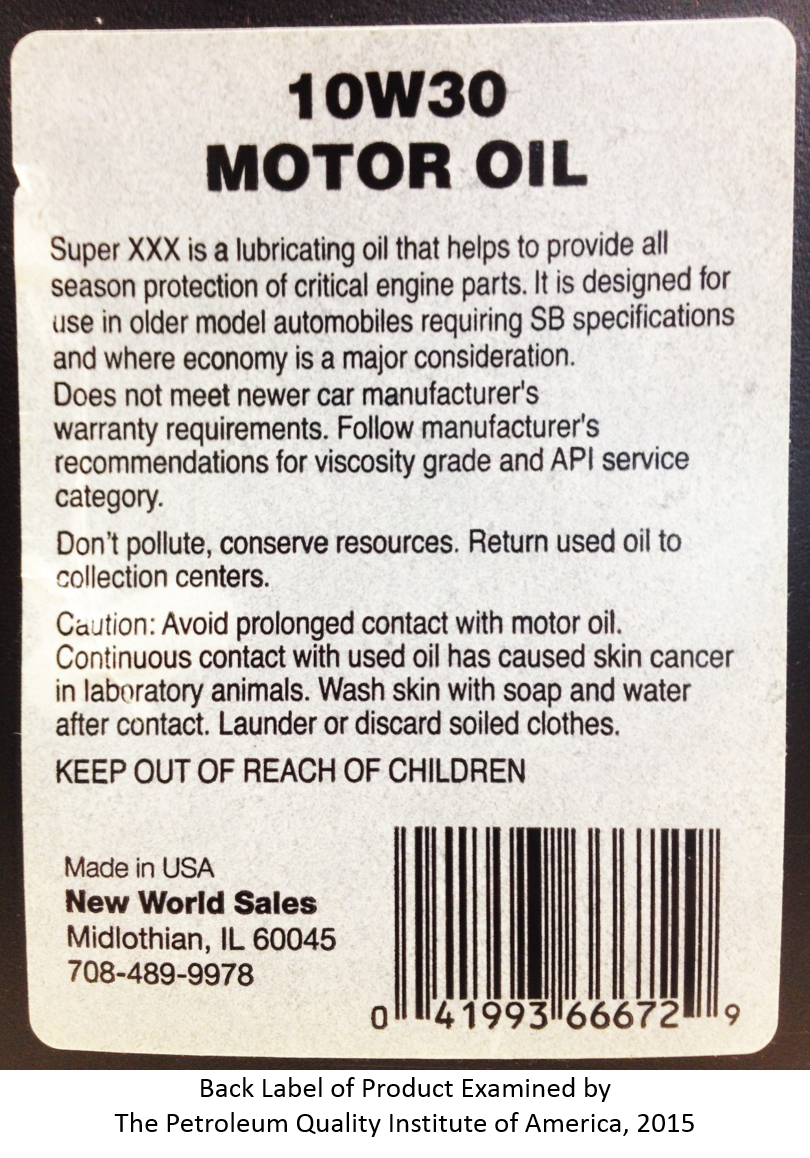 10W30
MOTOR OIL
Super XXX is a lubricating oil that helps to provide all
season protection of critical engine parts. It is designed for
use in older model automobiles requiring SB specifications
and where economy is a major consideration.
Does not meet newer car manufacturer's
warranty requirements. Follow manufacturer's
recommendations for viscosity grade and API service
category.
Don't pollute, conserve resources. Return used oil to
collection centers.
Caution: Avoid prolonged contact with motor oil.
Continuous contact with used oil has caused skin cancer
in laboratory animals. Wash skin with soap and water
after contact. Launder or discard soiled clothes.
KEEP OUT OF REACH OF CHILDREN
Made in USA
New World Sales
Midlothian, IL 60045
708-489-9978
0 41993 66672 9
Back Label of Product Examined by
The Petroleum Quality Institute of America, 2015